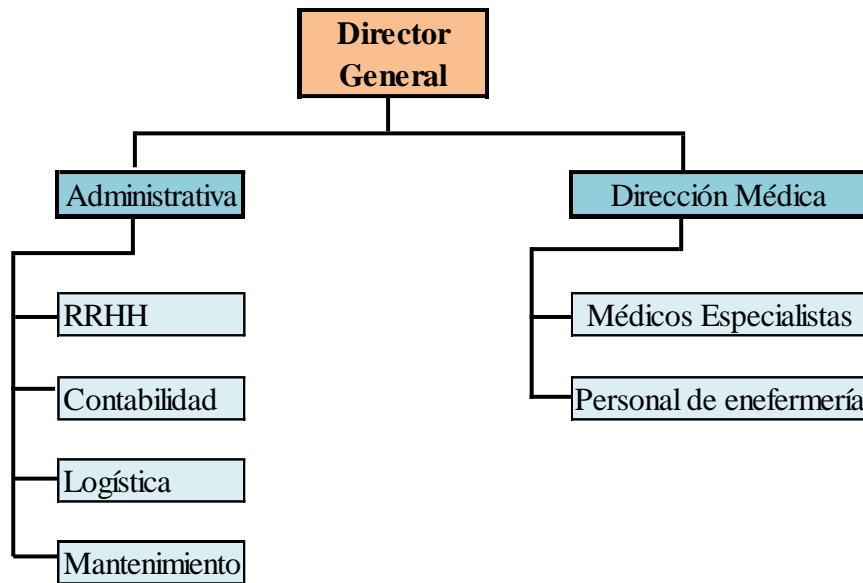 Director
General
Administrativa
Dirección Médica
RRHH
Médicos Especialistas
Contabilidad
Personal de enefermería
Logística
Mantenimiento